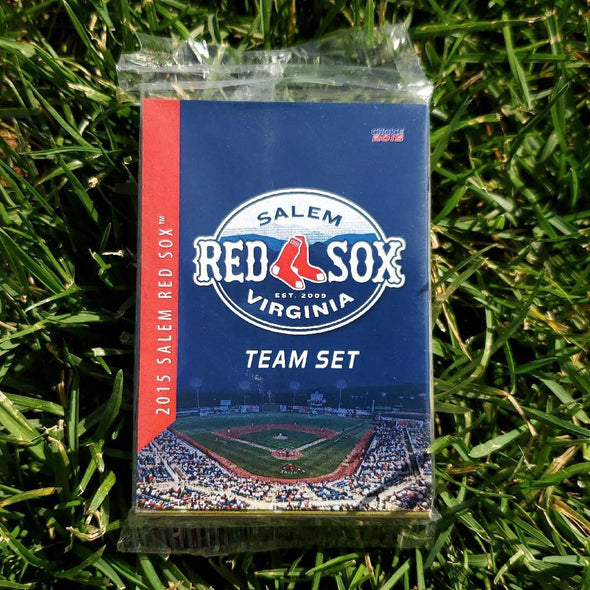 CHOICE
2015
SALEM
RED SOX
EST. 2009
VIRGINIA
TEAM SET
2015 SALEM RED SOX™